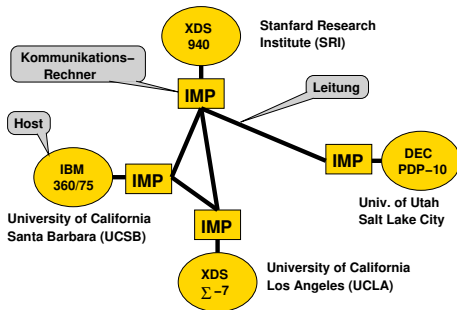 XDS
940
Stanfard Research
Institute (SRI)
Kommunikations−
Rechner
IMP
Leitung
Host
IBM
360/75
IMP
IMP
DEC
PDP−10
University of California
Santa Barbara (UCSB)
Univ. of Utah
Salt Lake City
IMP
XDS
Σ−7
University of California
Los Angeles (UCLA)